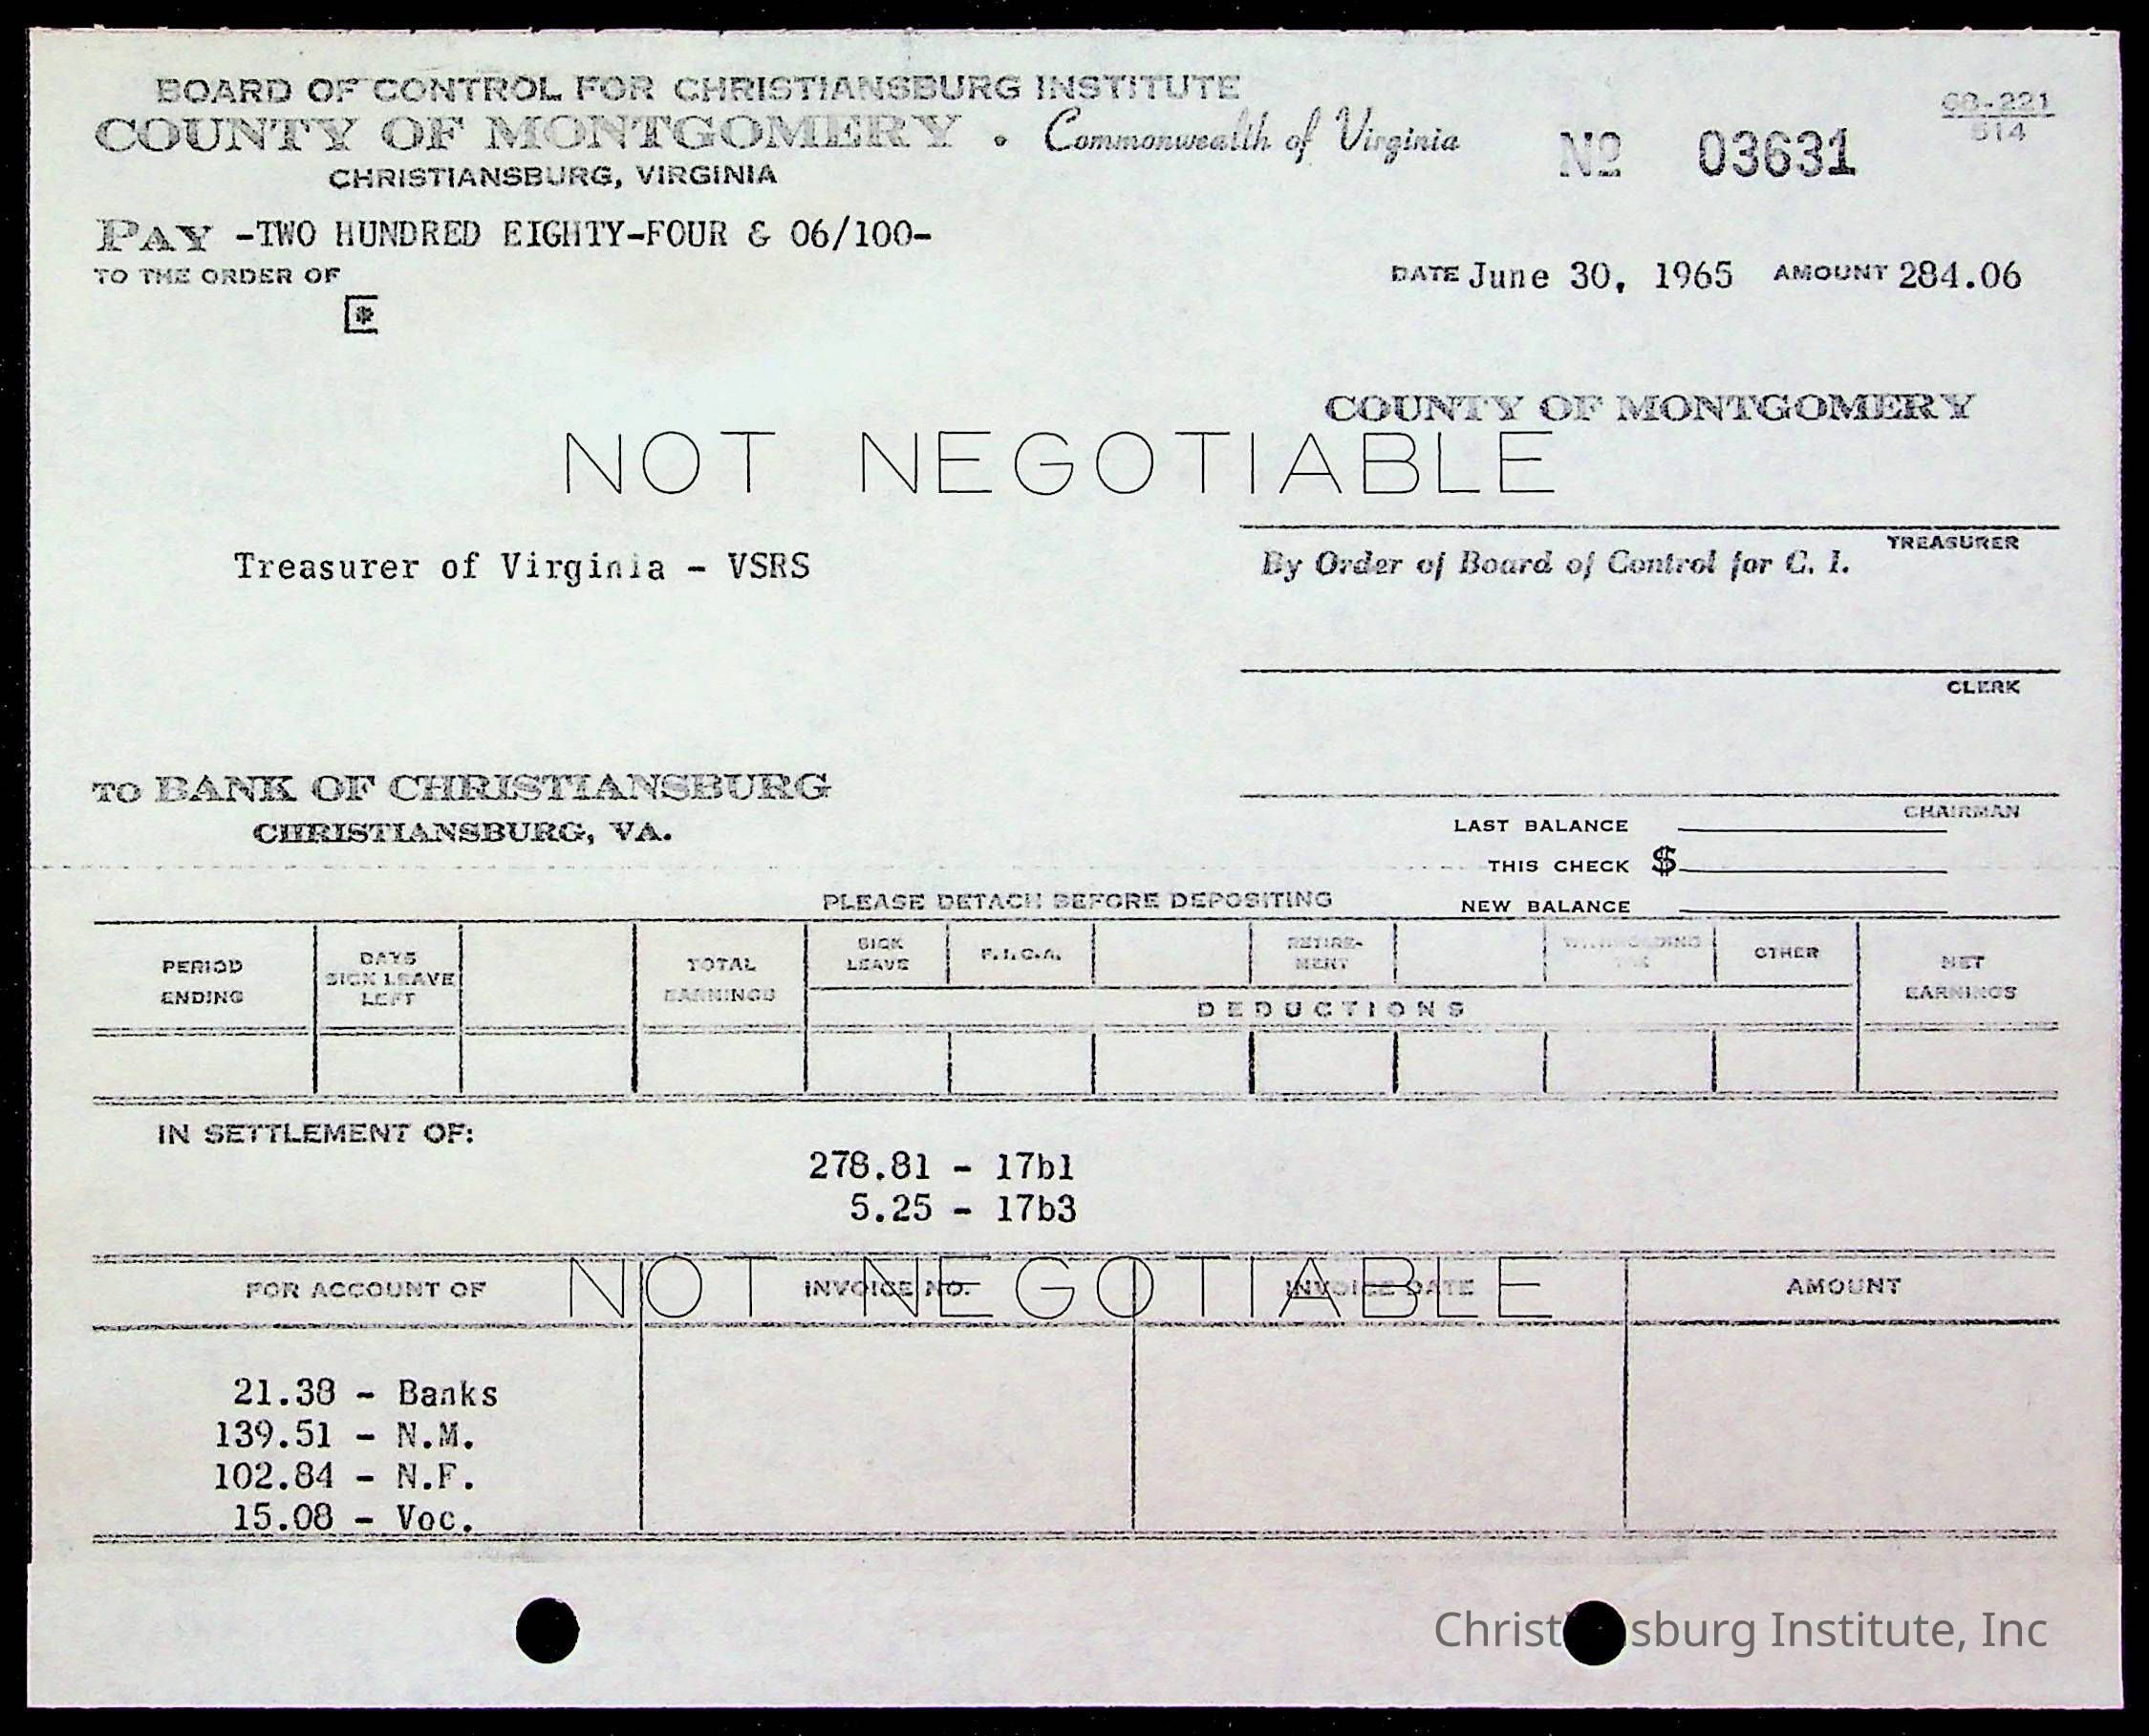 BOARD OF CONTROL FOR CHRISTIANSBURG INSTITUTE
COUNTY OF MONTGOMERY • Commonwealth of Virginia
CHRISTIANSBURG, VIRGINIA
No 03631
68-221
514
PAY -TWO HUNDRED EIGHTY-FOUR & 06/100-
TO THE ORDER OF
DATE June 30, 1965 AMOUNT 284.06
*
COUNTY OF MONTGOMERY
NOT NEGOTIABLE
TREASURER
Treasurer of Virginia - VSRS
By Order of Board of Control for C. I.
CLERK
TO BANK OF CHRISTIANSBURG
CHRISTIANSBURG, VA.
CHAIRMAN
LAST BALANCE
THIS CHECK $
NEW BALANCE
PLEASE DETACH BEFORE DEPOSITING
PERIOD ENDING
DAYS SICK LEAVE LEFT
TOTAL EARNINGS
SICK LEAVE
F.I.C.A.
RETIRE-MENT
WITHHOLDING TAX
OTHER
NET EARNINGS
DEDUCTIONS
IN SETTLEMENT OF:
278.81 - 17b1
5.25 - 17b3
NOT NEGOTIABLE
FOR ACCOUNT OF INVOICE NO. INVOICE DATE AMOUNT
21.38 - Banks
139.51 - N.M.
102.84 - N.F.
15.08 - Voc.
Christ sburg Institute, Inc